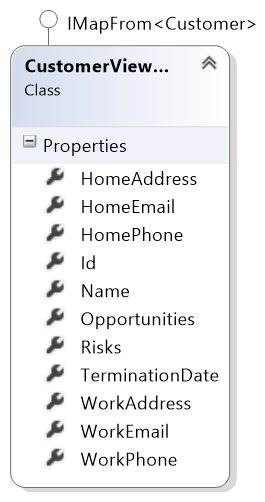 IMapFrom<Customer>
CustomerView...
Class
Properties
HomeAddress
HomeEmail
HomePhone
Id
Name
Opportunities
Risks
TerminationDate
WorkAddress
WorkEmail
WorkPhone